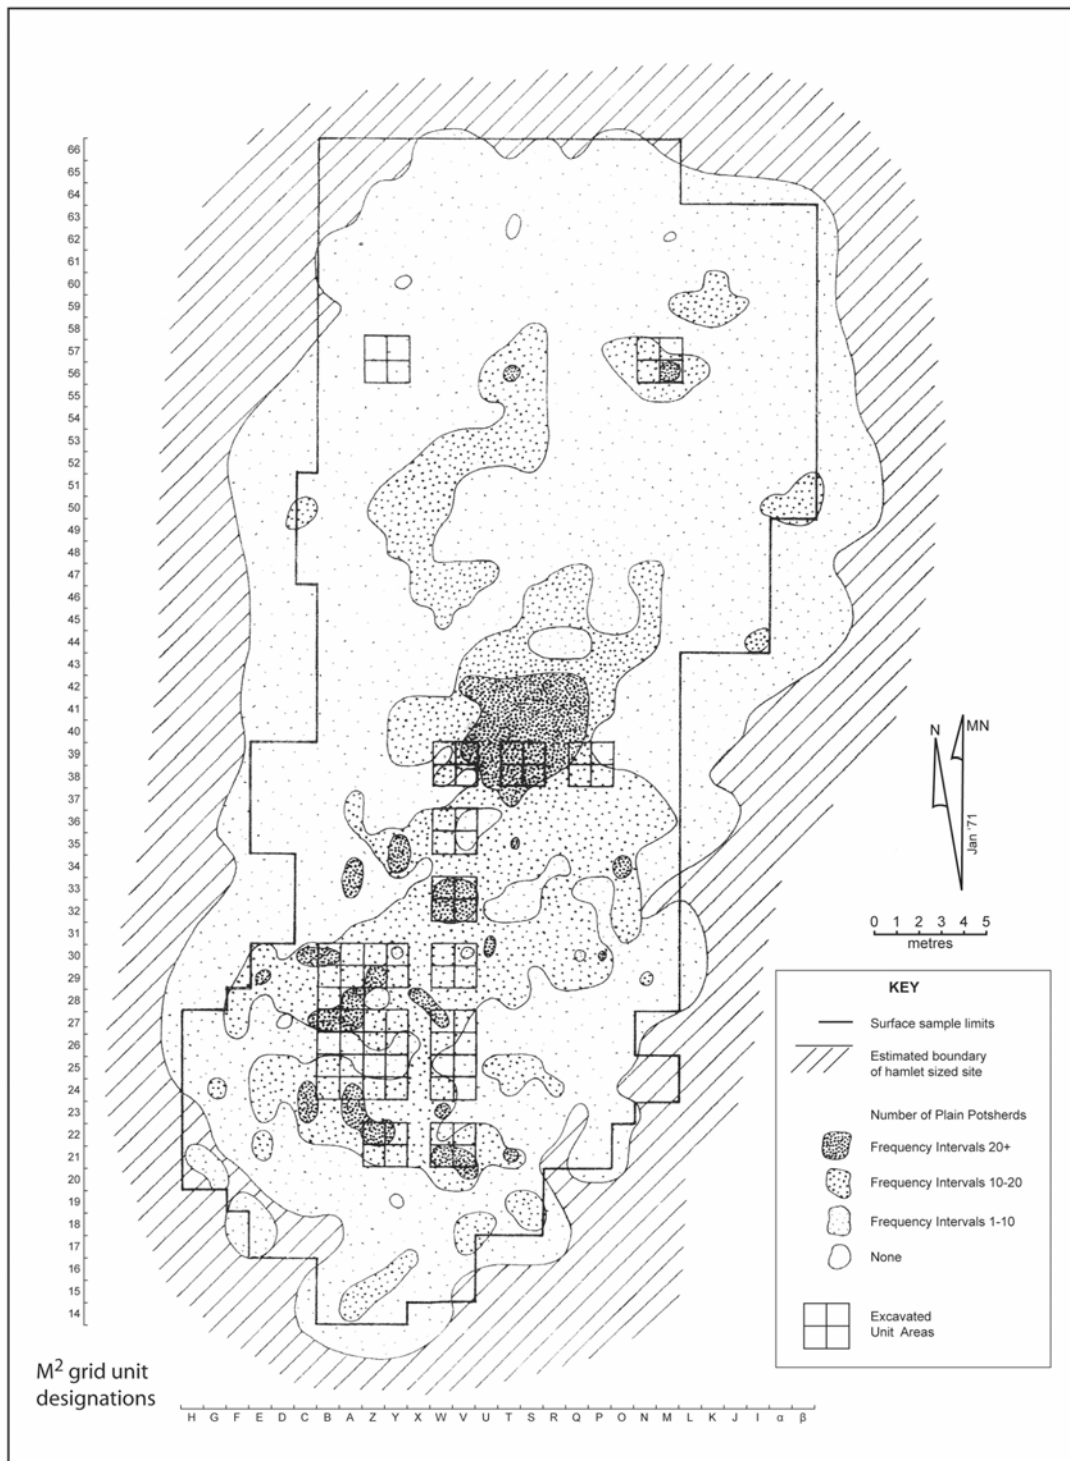 66
65
64
63
62
61
60
59
58
57
56
55
54
53
52
51
50
49
48
47
46
44
43
42
41
40
39
38
37
36
35
34
33
32
30
29
28
27
26
25
24
23
22
21
20
19
18
17
16
15
14
N
MN
Jan '71
0 1 2 3 4 5
metres
KEY
Surface sample limits
Estimated boundary
of hamlet sized site
Number of Plain Potsherds
Frequency Intervals 20+
Frequency Intervals 10-20
Frequency Intervals 1-10
None
Excavated
Unit Areas
M² grid unit
designations
H G F E D C B A Z Y X W V U T S R Q P O N M L K J I α β